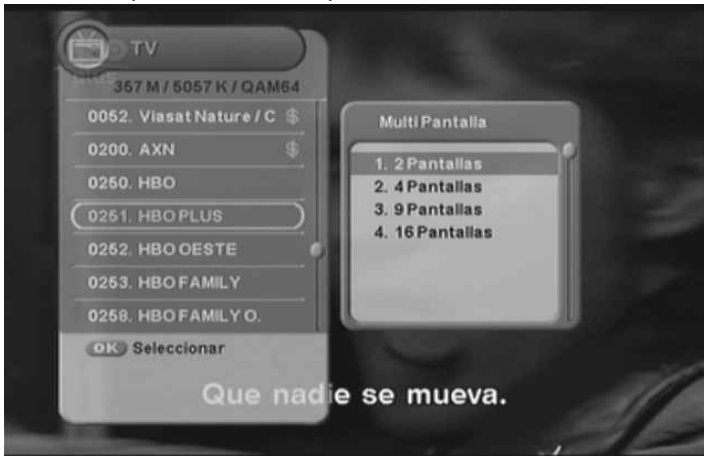 TV
357 M / 5057 K / QAM64
0052. Viasat Nature / C $
0200. AXN $
0250. HBO
0251. HBO PLUS
0252. HBO OESTE
0253. HBO FAMILY
0258. HBO FAMILY O.
OK Seleccionar
Multi Pantalla
1. 2 Pantallas
2. 4 Pantallas
3. 9 Pantallas
4. 16 Pantallas
Que nadie se mueva.